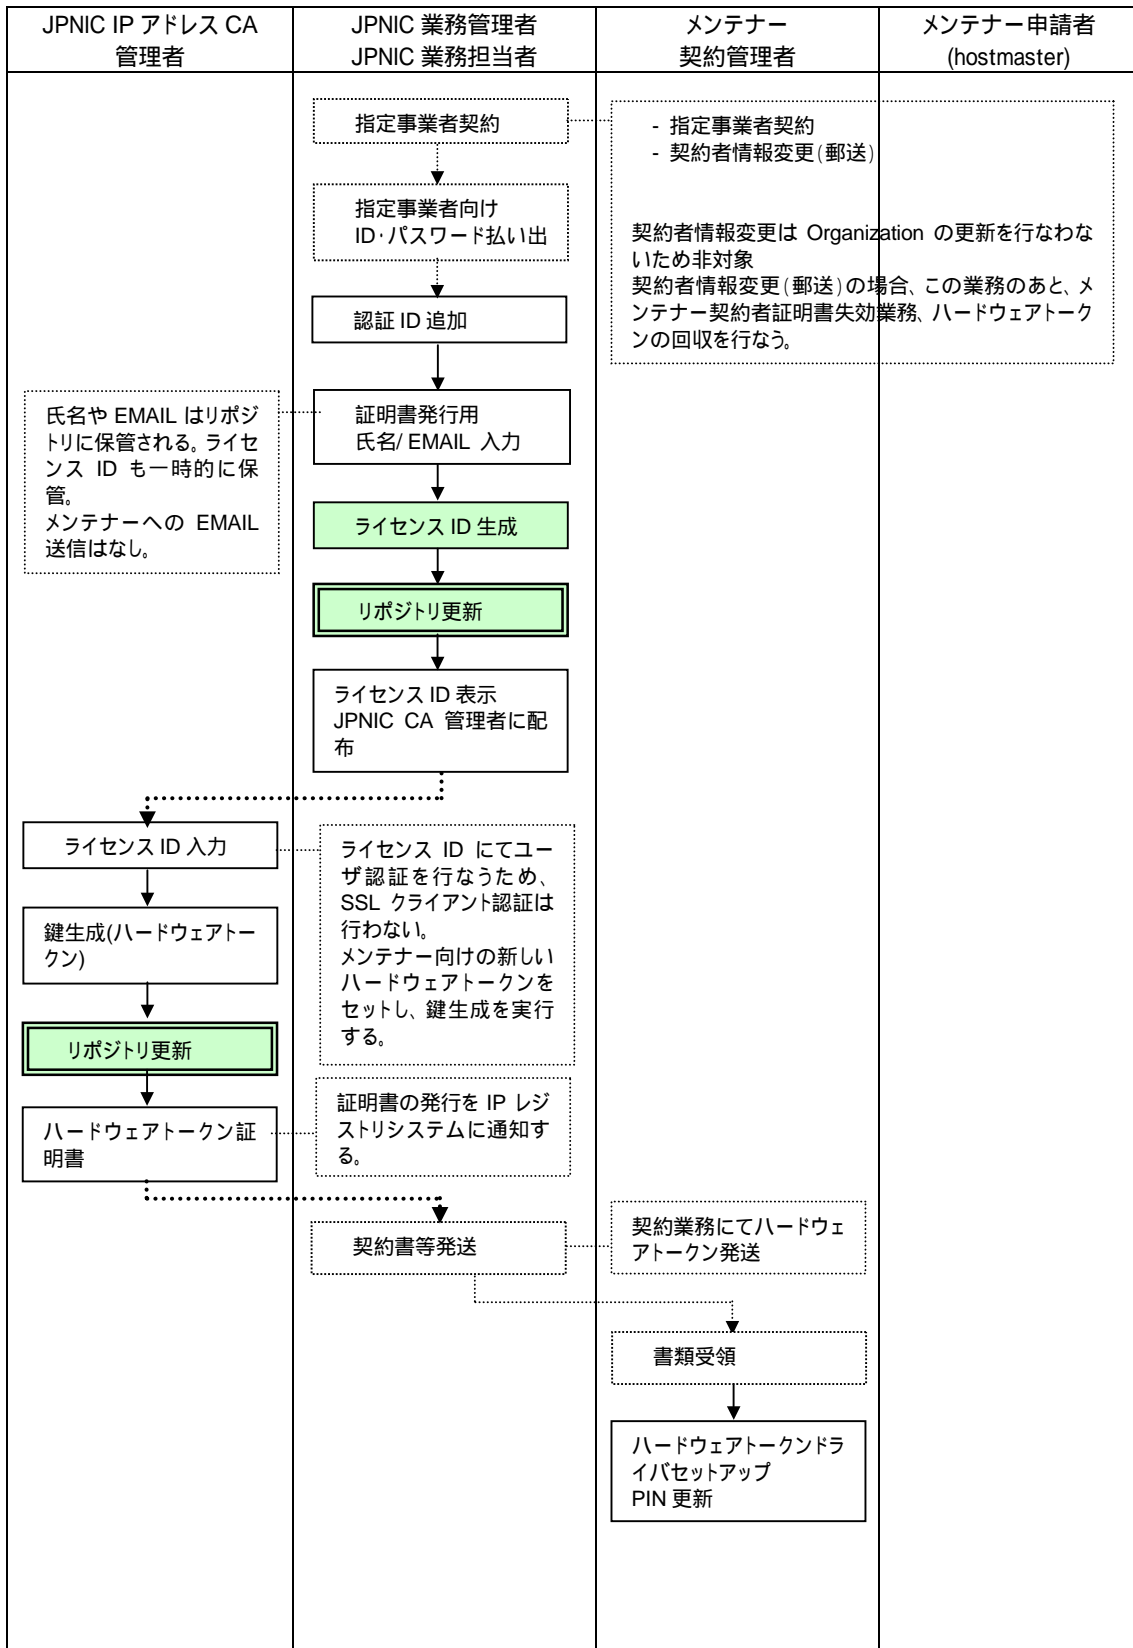 JPNIC IP アドレス CA
管理者
JPNIC 業務管理者
JPNIC 業務担当者
メンテナー
契約管理者
メンテナー申請者
(hostmaster)
指定事業者契約
- 指定事業者契約
- 契約者情報変更(郵送)
契約者情報変更は Organization の更新を行なわな
いため非対象
契約者情報変更(郵送)の場合、この業務のあと、メ
ンテナー契約者証明書失効業務、ハードウェアトーク
ンの回収を行なう。
指定事業者向け
ID・パスワード払い出
認証 ID 追加
証明書発行用
氏名/ EMAIL 入力
氏名や EMAIL はリポジ
トリに保管される。ライセ
ンス ID も一時的に保
管。
メンテナーへの EMAIL
送信はなし。
ライセンス ID 生成
リポジトリ更新
ライセンス ID 表示
JPNIC CA 管理者に配
布
ライセンス ID 入力
ライセンス ID にてユー
ザ認証を行なうため、
SSL クライアント認証は
行わない。
メンテナー向けの新しい
ハードウェアトークンを
セットし、鍵生成を実行
する。
鍵生成(ハードウェアトー
クン)
リポジトリ更新
ハードウェアトークン証
明書
証明書の発行を IP レジ
ストリシステムに通知す
る。
契約書等発送
契約業務にてハードウェ
アトークン発送
書類受領
ハードウェアトークンドラ
イバセットアップ
PIN 更新